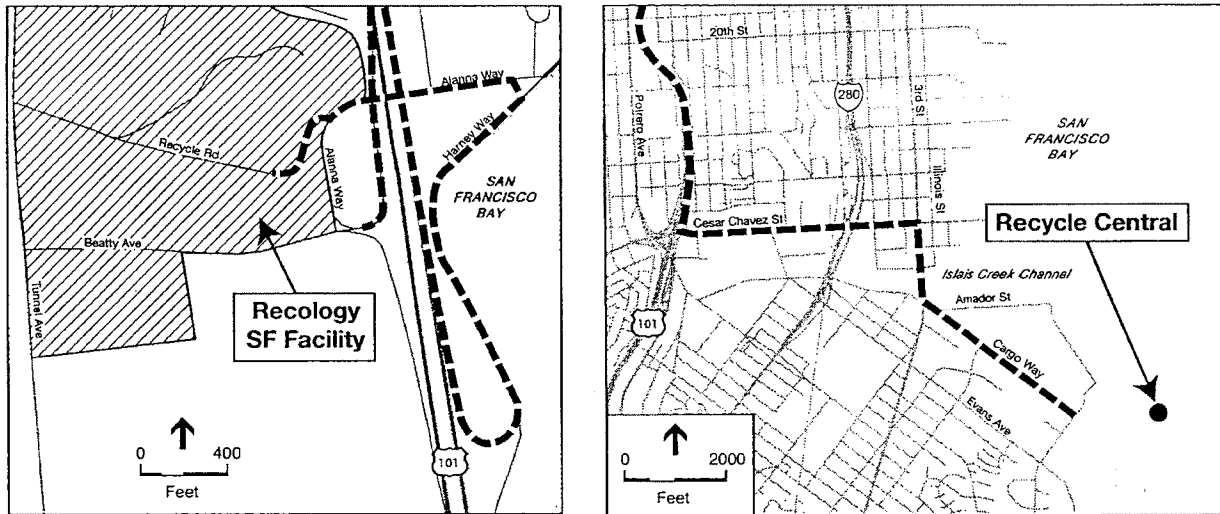 Alanna Way
Recycle Rd
Alanna Way
Harney Way
SAN
FRANCISCO
BAY
Beatty Ave
Tunnel Ave
Recology
SF Facility
101
0 400
Feet
20th St
280
3rd St
Potrero Ave
SAN
FRANCISCO
BAY
Illinois St
Cesar Chavez St
Recycle Central
Islais Creek Channel
Amador St
101
Cargo Way
Evans Ave
0 2000
Feet